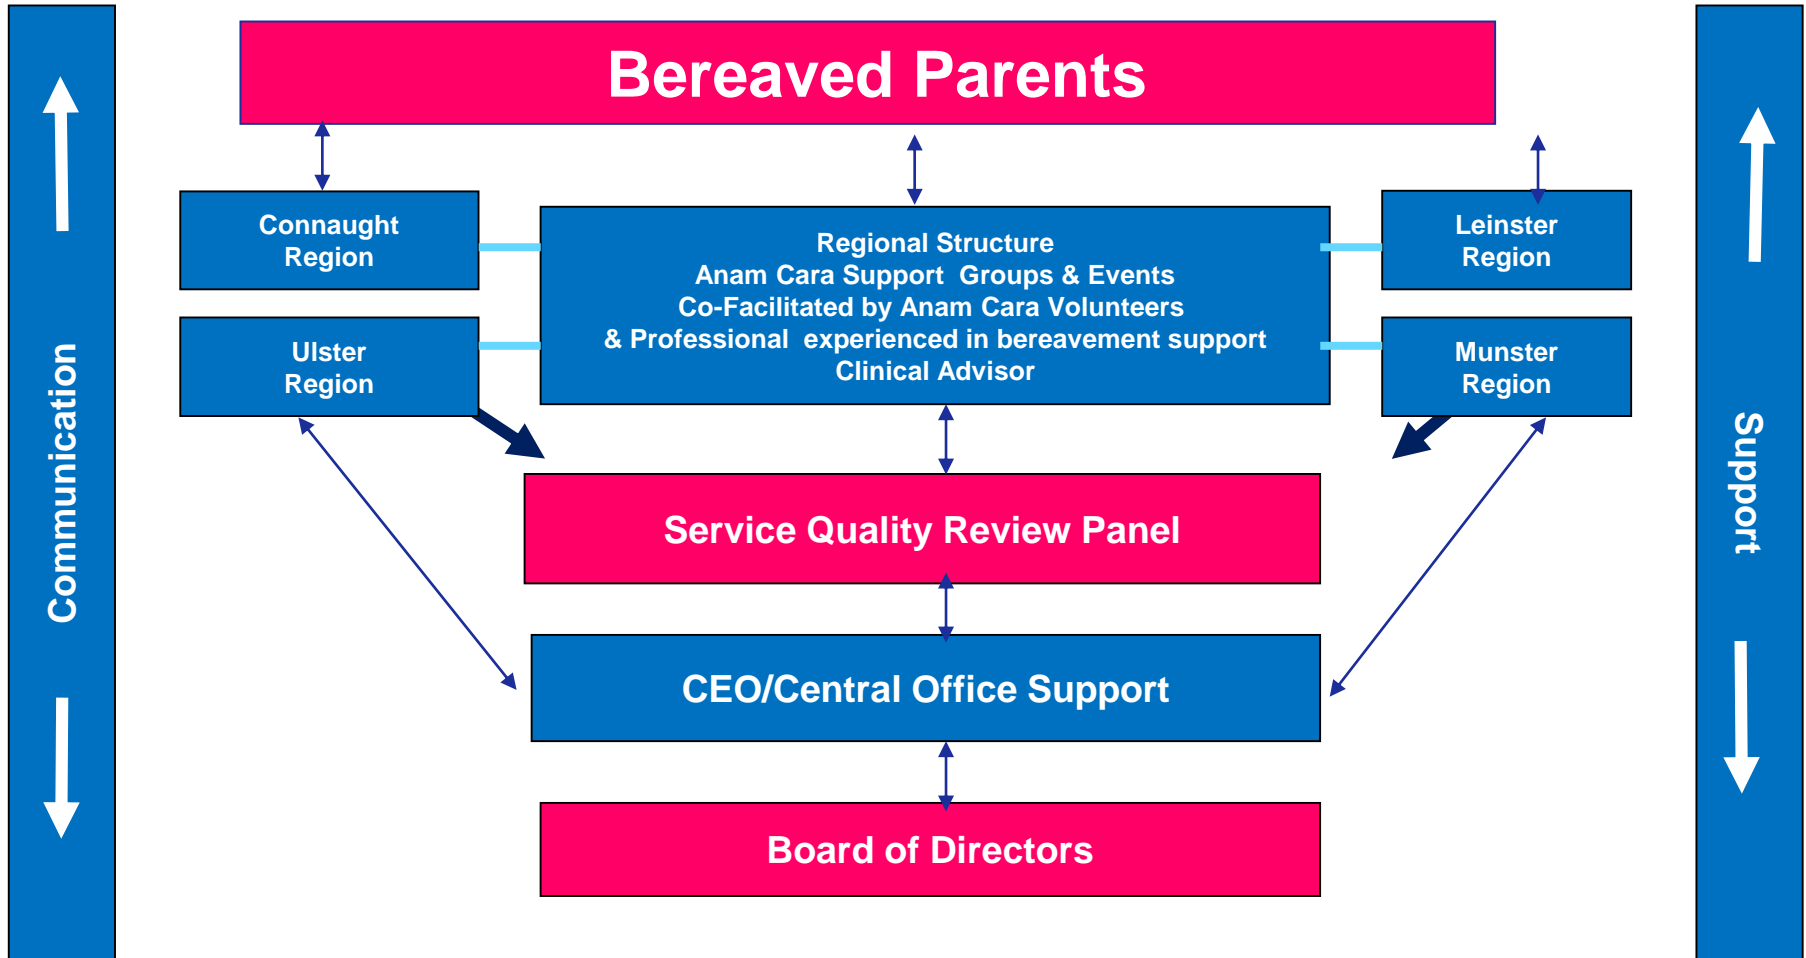 Bereaved Parents
Connaught
Region
Regional Structure
Anam Cara Support  Groups & Events
Co-Facilitated by Anam Cara Volunteers
& Professional  experienced in bereavement support
Clinical Advisor
Leinster
Region
Ulster
Region
Munster
Region
Communication
Support
Service Quality Review Panel
CEO/Central Office Support
Board of Directors